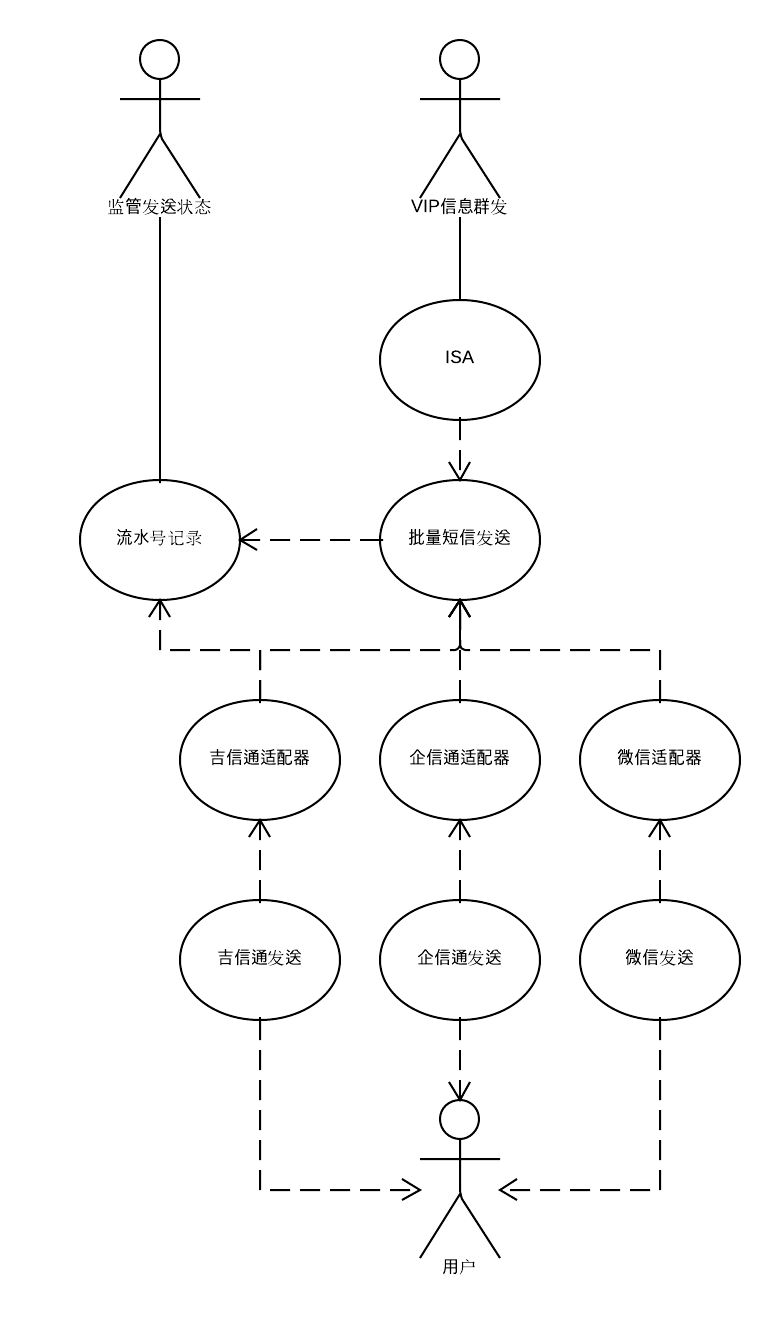 监管发送状态
VIP信息群发
ISA
流水号记录
批量短信发送
吉信通适配器
企信通适配器
微信适配器
吉信通发送
企信通发送
微信发送
用户